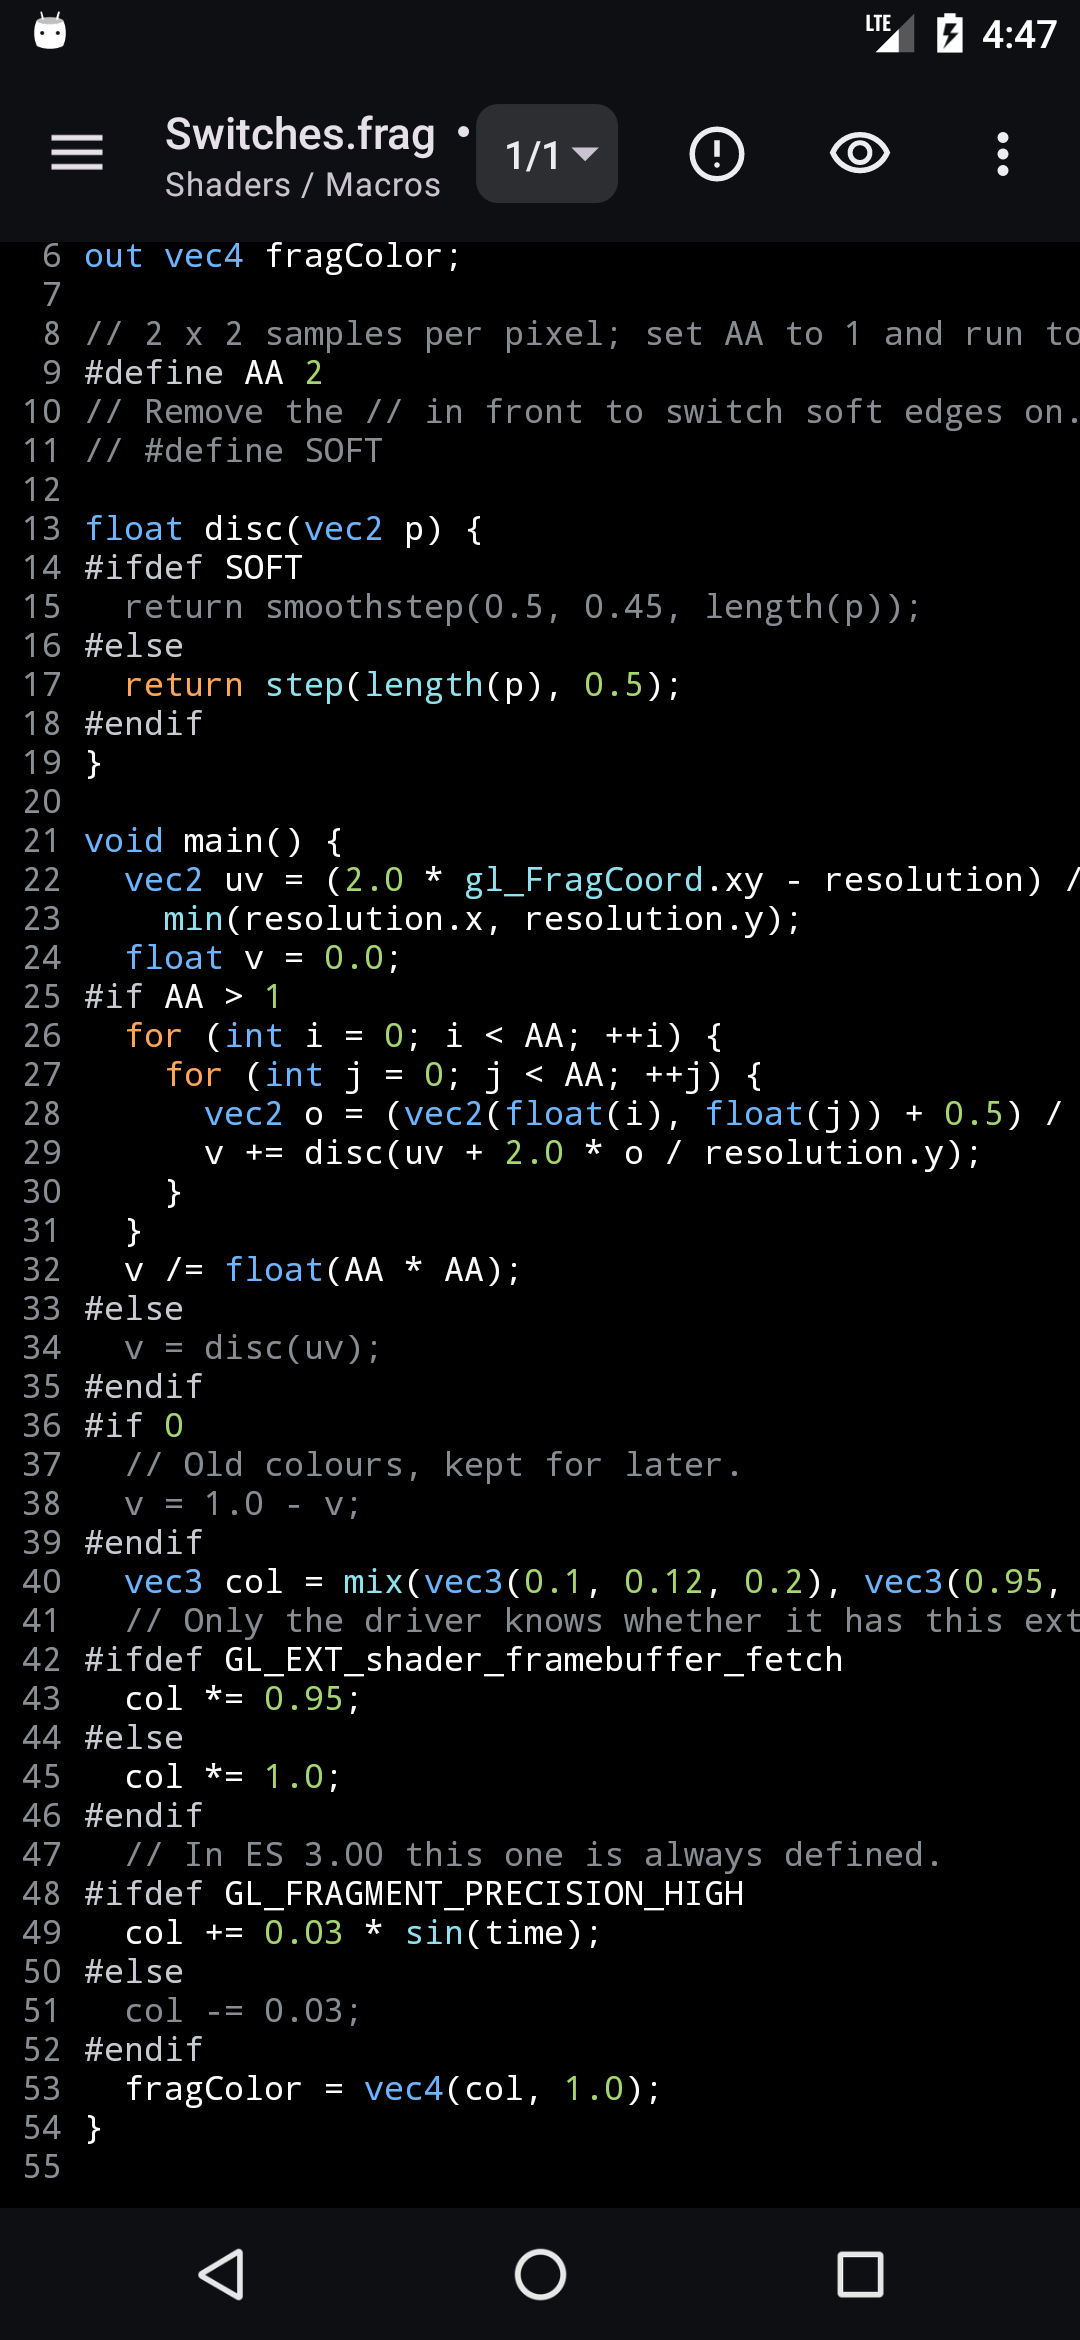 LTE 4:47
Switches.frag •
Shaders / Macros
1/1
6 out vec4 fragColor;
7
8 // 2 x 2 samples per pixel; set AA to 1 and run to
9 #define AA 2
10 // Remove the // in front to switch soft edges on.
11 // #define SOFT
12
13 float disc(vec2 p) {
14 #ifdef SOFT
15   return smoothstep(0.5, 0.45, length(p));
16 #else
17   return step(length(p), 0.5);
18 #endif
19 }
20
21 void main() {
22   vec2 uv = (2.0 * gl_FragCoord.xy - resolution) /
23     min(resolution.x, resolution.y);
24   float v = 0.0;
25 #if AA > 1
26   for (int i = 0; i < AA; ++i) {
27     for (int j = 0; j < AA; ++j) {
28       vec2 o = (vec2(float(i), float(j)) + 0.5) /
29       v += disc(uv + 2.0 * o / resolution.y);
30     }
31   }
32   v /= float(AA * AA);
33 #else
34   v = disc(uv);
35 #endif
36 #if 0
37   // Old colours, kept for later.
38   v = 1.0 - v;
39 #endif
40   vec3 col = mix(vec3(0.1, 0.12, 0.2), vec3(0.95,
41   // Only the driver knows whether it has this ext
42 #ifdef GL_EXT_shader_framebuffer_fetch
43   col *= 0.95;
44 #else
45   col *= 1.0;
46 #endif
47   // In ES 3.00 this one is always defined.
48 #ifdef GL_FRAGMENT_PRECISION_HIGH
49   col += 0.03 * sin(time);
50 #else
51   col -= 0.03;
52 #endif
53   fragColor = vec4(col, 1.0);
54 }
55